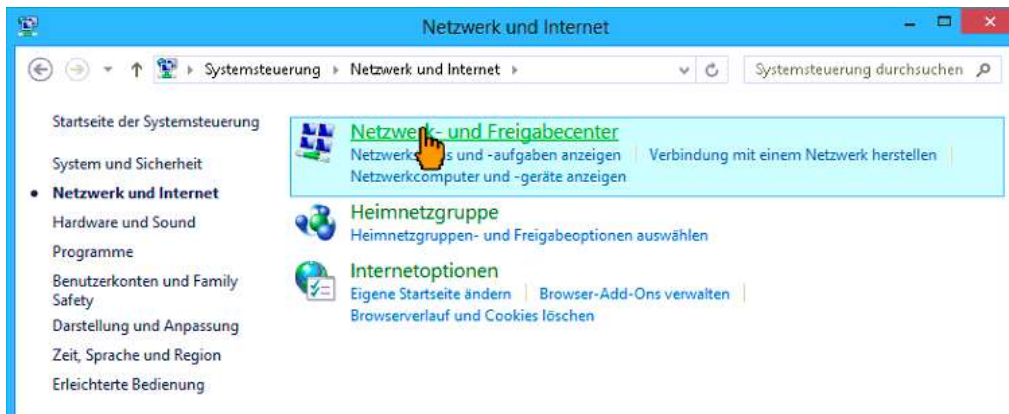 Netzwerk und Internet
Systemsteuerung Netzwerk und Internet
Systemsteuerung durchsuchen
Startseite der Systemsteuerung
System und Sicherheit
Netzwerk und Internet
Hardware und Sound
Programme
Benutzerkonten und Family
Safety
Darstellung und Anpassung
Zeit, Sprache und Region
Erleichterte Bedienung
Netzwerk- und Freigabecenter
und -aufgaben anzeigen Verbindung mit einem Netzwerk herstellen
Netzwerkcomputer und -geräte anzeigen
Heimnetzgruppe
Heimnetzgruppen- und Freigabeoptionen auswählen
Internetoptionen
Eigene Startseite ändern Browser-Add-Ons verwalten
Browserverlauf und Cookies löschen